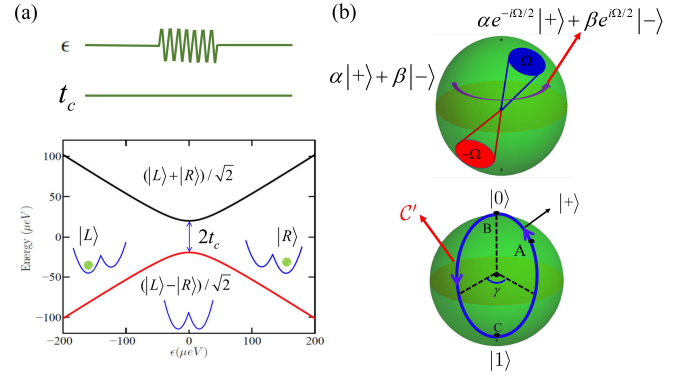 (a)
ϵ
t_c
100
50
0
−50
−100
Energy (μeV)
(|L⟩+|R⟩)/√2
|L⟩
2t_c
|R⟩
(|L⟩−|R⟩)/√2
−200
−100
0
100
200
ϵ(μeV)
(b)
αe^{-iΩ/2}|+⟩+βe^{iΩ/2}|−⟩
α|+⟩+β|−⟩
Ω
−Ω
|0⟩
|+⟩
C'
B
A
γ
C
|1⟩